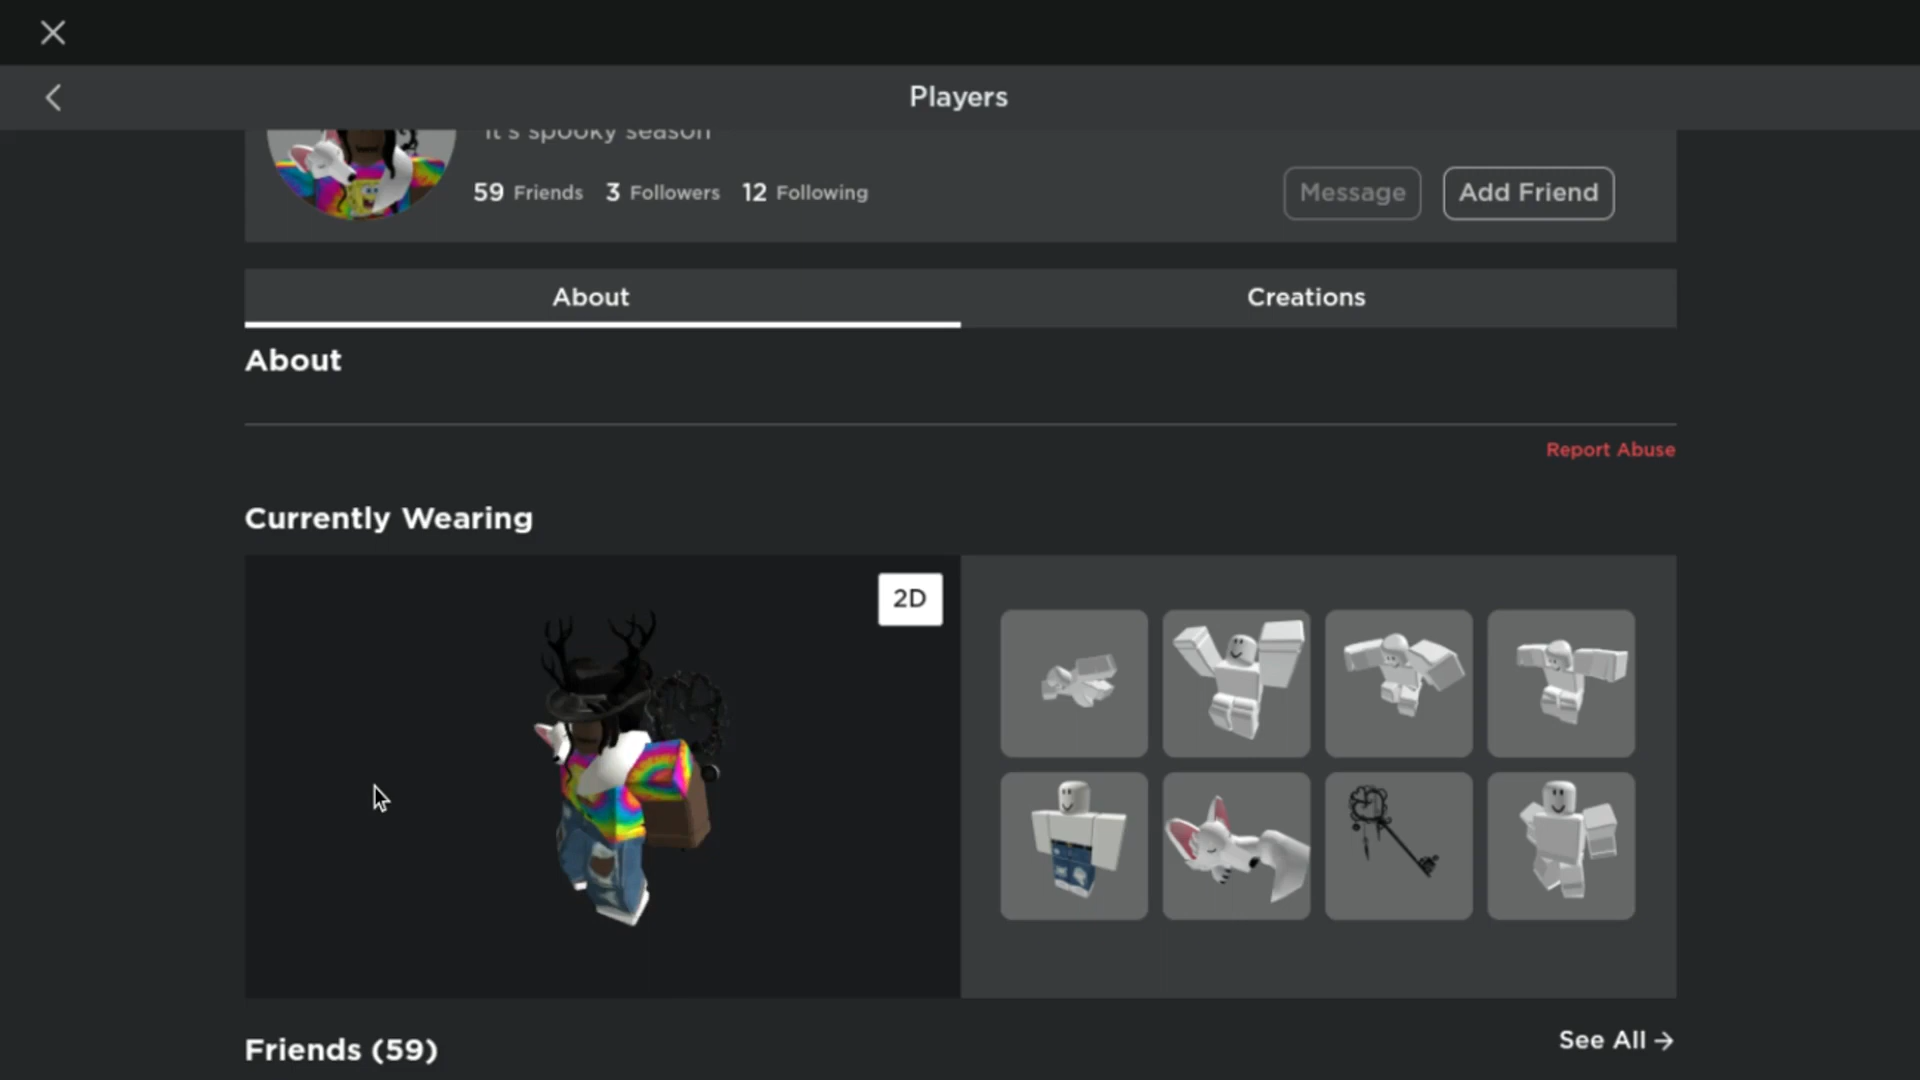 Players
It's spooky season
59 Friends 3 Followers 12 Following
Message
Add Friend
About
Creations
About
Report Abuse
Currently Wearing
2D
Friends (59)
See All →